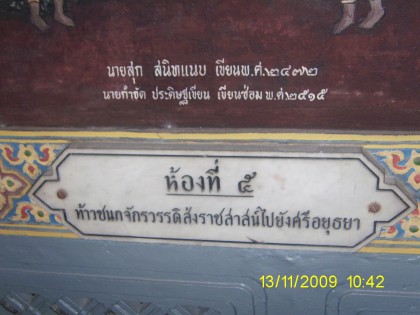 นายสุก สนิทแนบ เขียนพ.ศ.๒๔๗๒
นายกำจัด ประดิษฐเขียน เขียนซ่อม พ.ศ.๒๕๑๕
ห้องที่ ๕
ท้าวชนกจักรวรรดิส่งราชสาส์นไปยังศรีอยุธยา
13/11/2009 10:42